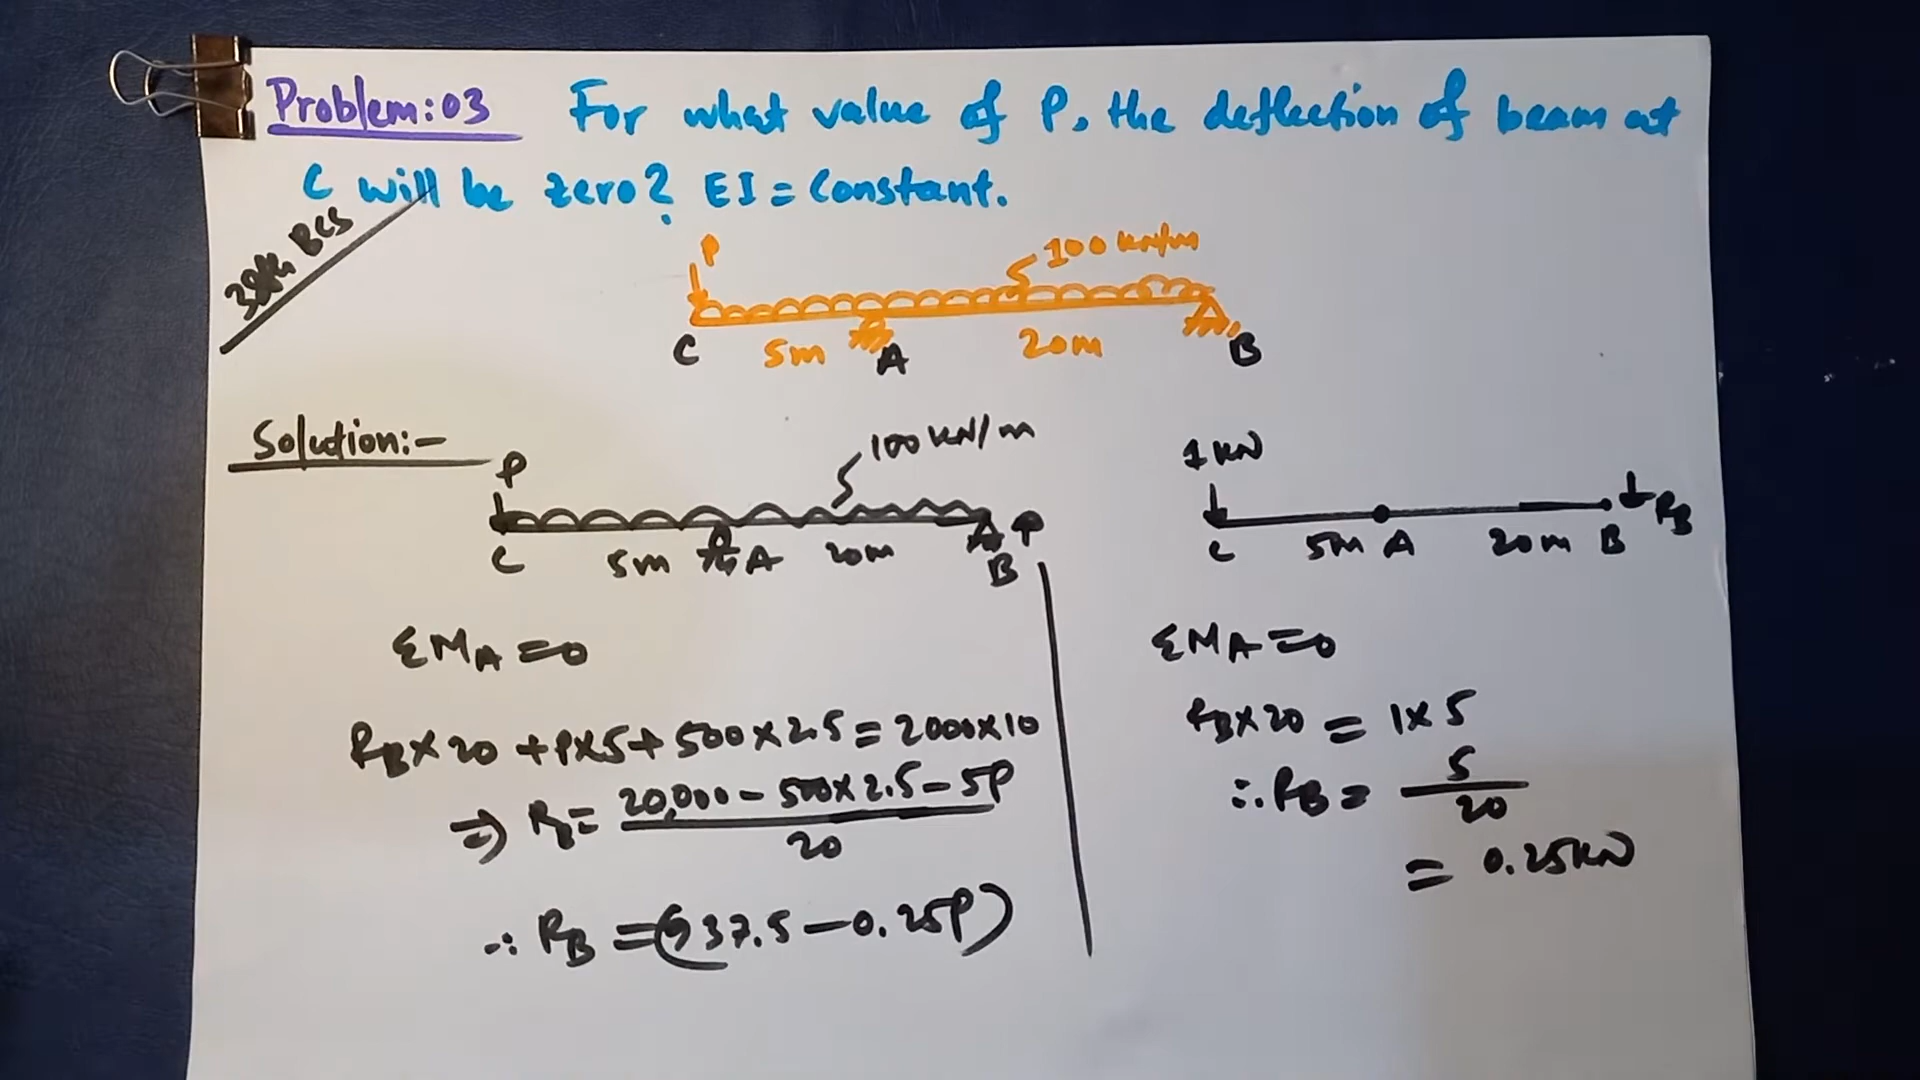 Problem:03 For what value of P, the deflection of beam at
C will be zero? EI = Constant.
38th BCS
P
100 kN/m
C 5m A 20m B
Solution:-
P
100 kN/m
C 5m A 20m B
1 kN
C 5m A 20m B RB
ΣMA=0
RB×20 + P×5 + 500×2.5 = 2000×10
⇒ RB = 20,000 - 500×2.5 - 5P
20
∴ RB = (937.5 - 0.25P)
ΣMA=0
RB×20 = 1×5
∴ RB = 5
20
= 0.25kN